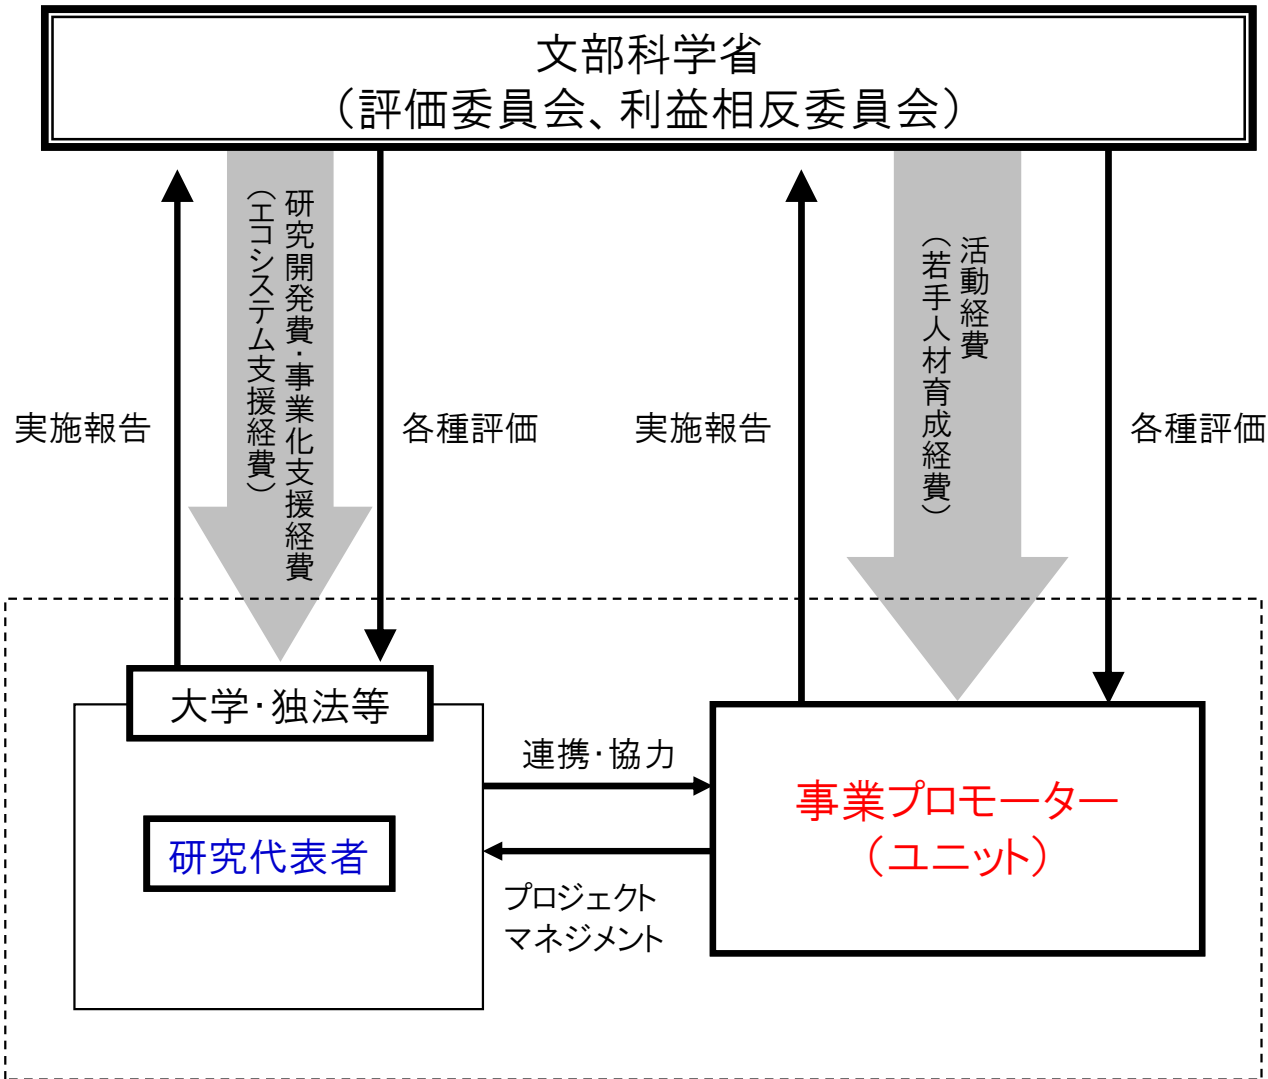 文部科学省
（評価委員会、利益相反委員会）
研究開発費・事業化支援経費
（エコシステム支援経費）
活動経費
（若手人材育成経費）
実施報告
各種評価
実施報告
各種評価
大学・独法等
連携・協力
事業プロモーター
（ユニット）
研究代表者
プロジェクト
マネジメント